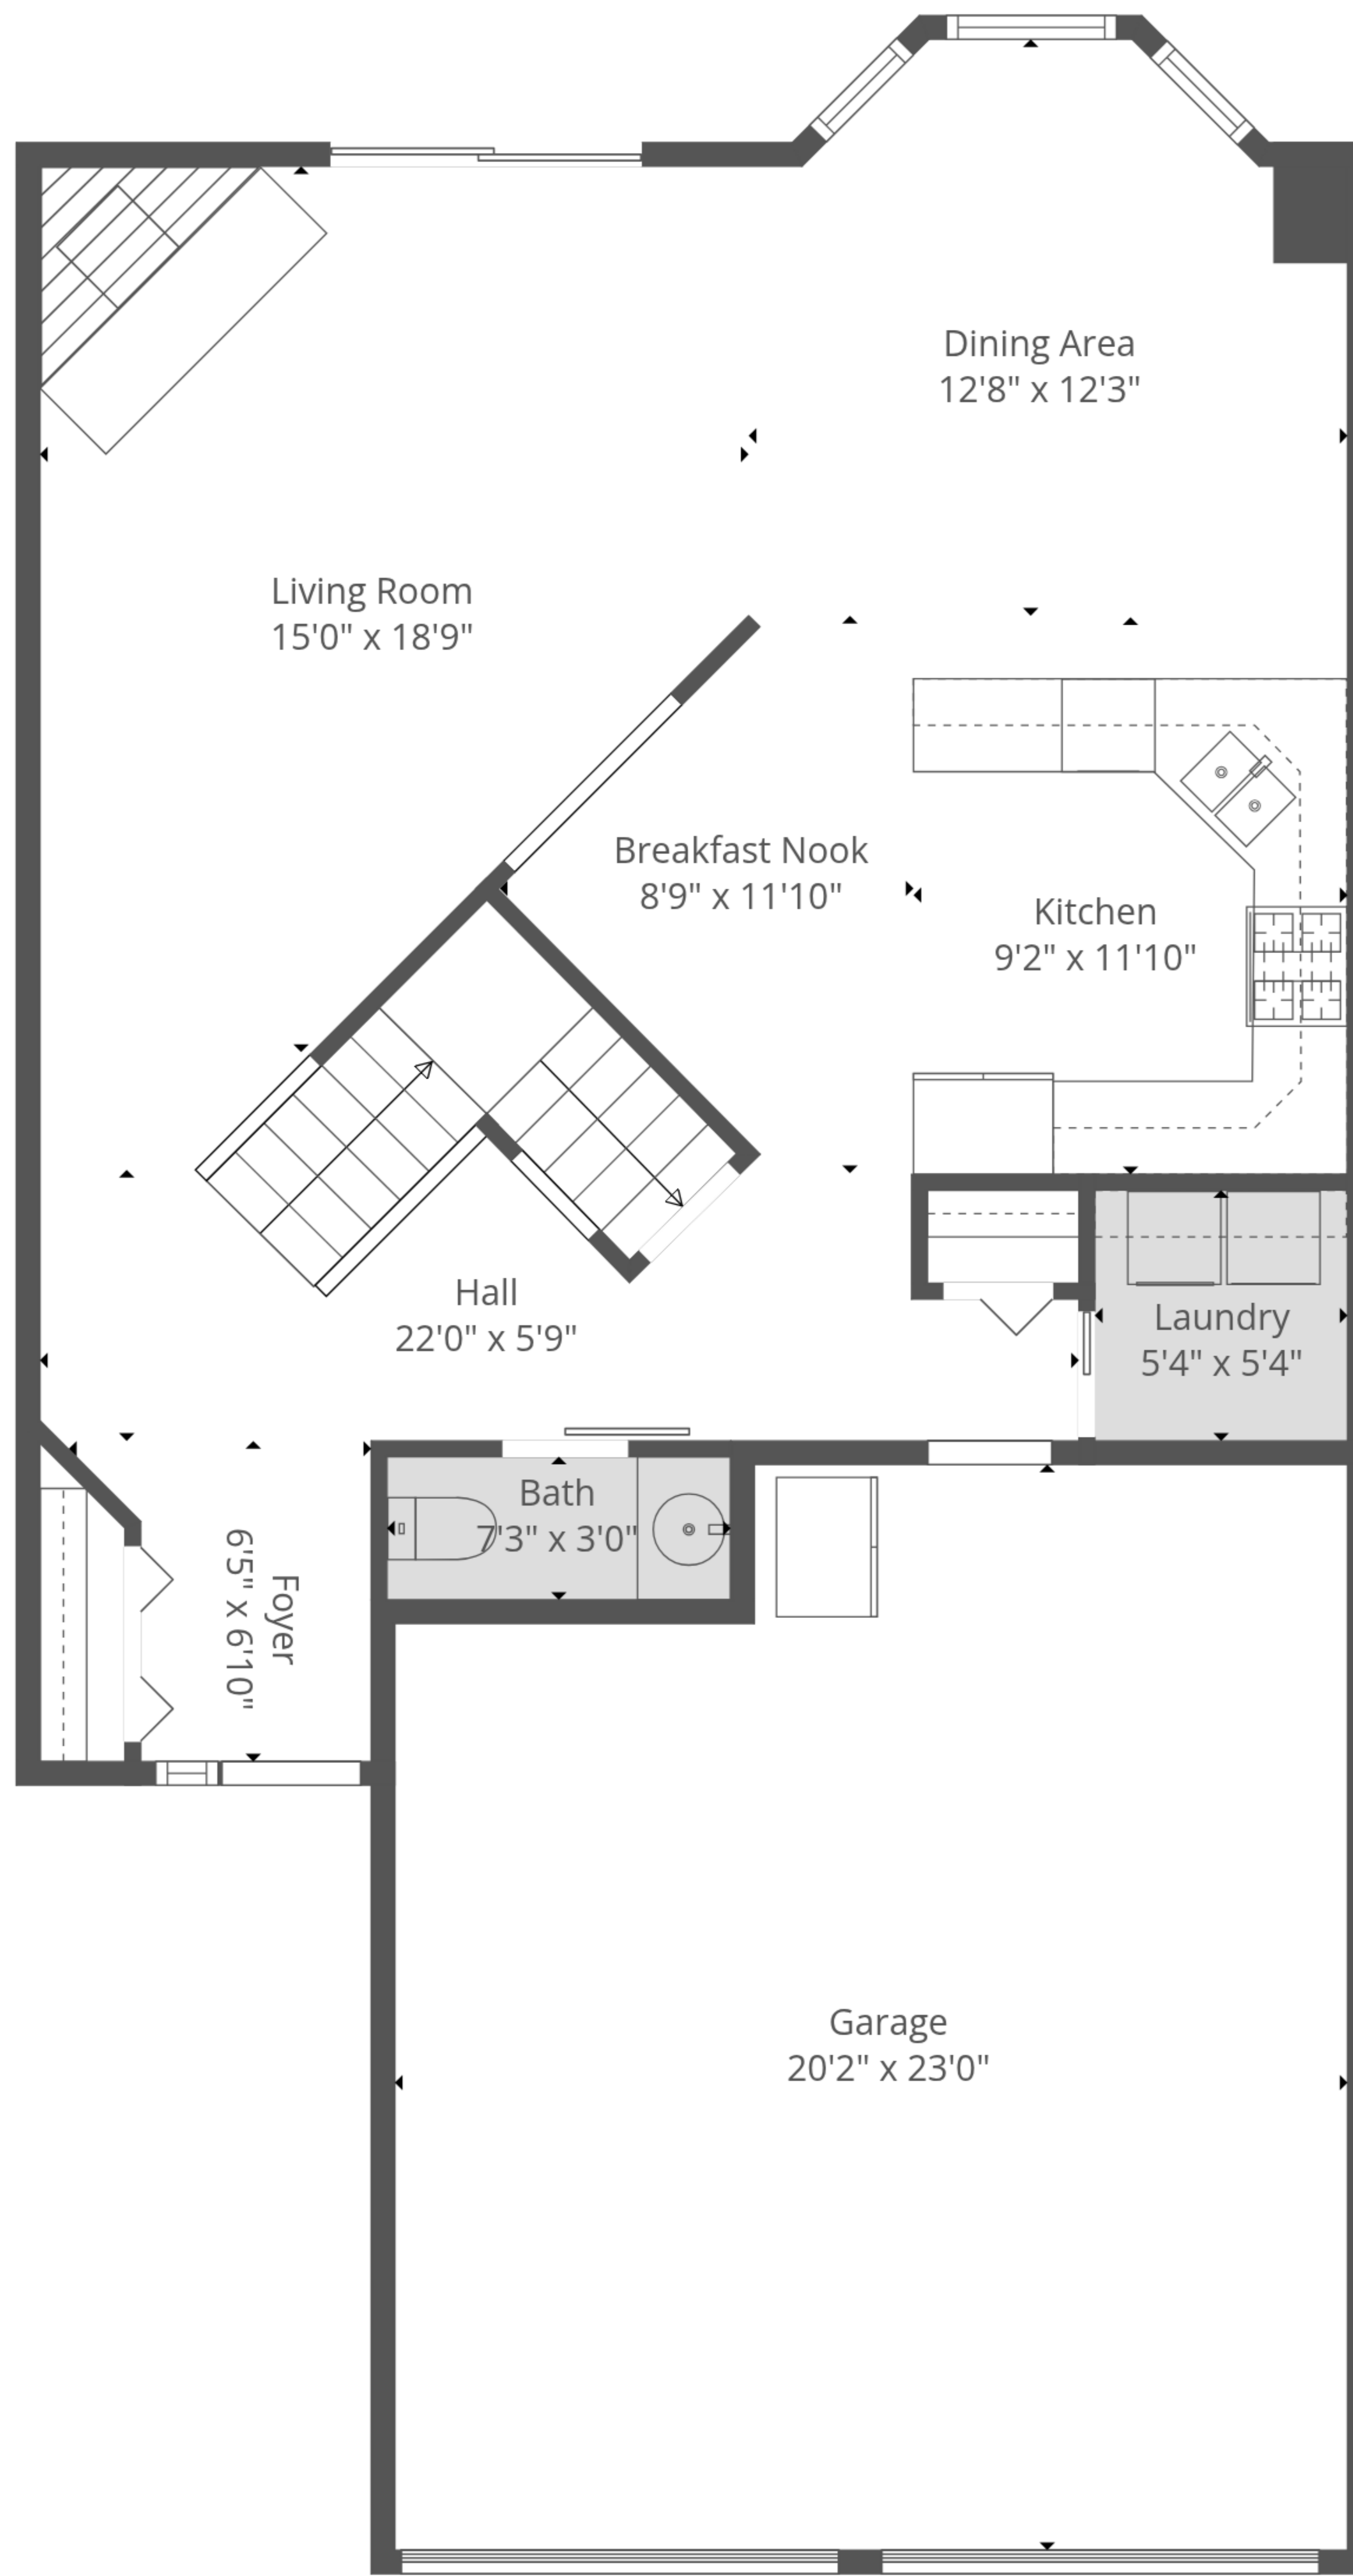 Dining Area
12'8" x 12'3"
Living Room
15'0" x 18'9"
Breakfast Nook
8'9" x 11'10"
Kitchen
9'2" x 11'10"
Hall
22'0" x 5'9"
Laundry
5'4" x 5'4"
Bath
7'3" x 3'0"
Foyer
6'5" x 6'10"
Garage
20'2" x 23'0"